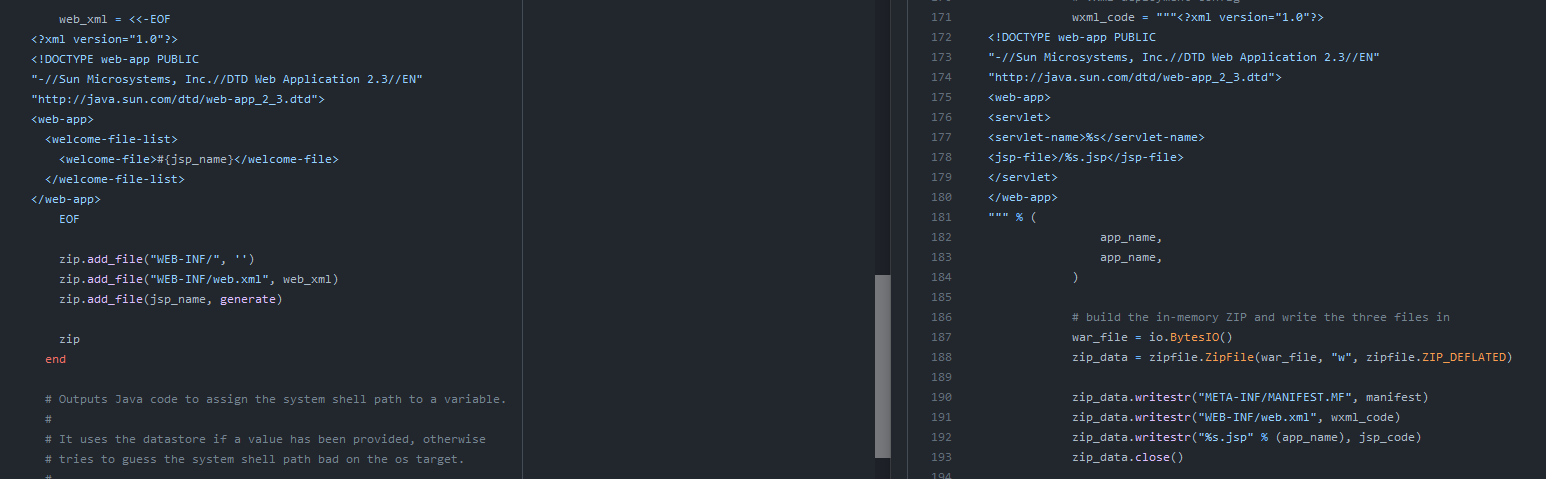 web_xml = <<-EOF
<?xml version="1.0"?>
<!DOCTYPE web-app PUBLIC
"-//Sun Microsystems, Inc.//DTD Web Application 2.3//EN"
"http://java.sun.com/dtd/web-app_2_3.dtd">
<web-app>
  <welcome-file-list>
    <welcome-file>#{jsp_name}</welcome-file>
  </welcome-file-list>
</web-app>
    EOF
    zip.add_file("WEB-INF/", '')
    zip.add_file("WEB-INF/web.xml", web_xml)
    zip.add_file(jsp_name, generate)
    zip
  end
  # Outputs Java code to assign the system shell path to a variable.
  #
  # It uses the datastore if a value has been provided, otherwise
  # tries to guess the system shell path bad on the os target.
  #
171 wxml_code = """<?xml version="1.0"?>
172 <!DOCTYPE web-app PUBLIC
173 "-//Sun Microsystems, Inc.//DTD Web Application 2.3//EN"
174 "http://java.sun.com/dtd/web-app_2_3.dtd">
175 <web-app>
176 <servlet>
177 <servlet-name>%s</servlet-name>
178 <jsp-file>/%s.jsp</jsp-file>
179 </servlet>
180 </web-app>
181 """ % (
182 app_name,
183 app_name,
184 )
185
186 # build the in-memory ZIP and write the three files in
187 war_file = io.BytesIO()
188 zip_data = zipfile.ZipFile(war_file, "w", zipfile.ZIP_DEFLATED)
189
190 zip_data.writestr("META-INF/MANIFEST.MF", manifest)
191 zip_data.writestr("WEB-INF/web.xml", wxml_code)
192 zip_data.writestr("%s.jsp" % (app_name), jsp_code)
193 zip_data.close()
194